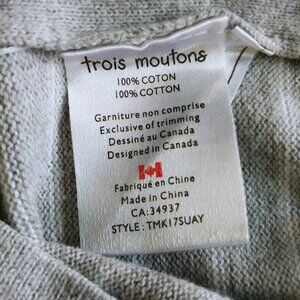 trois moutons
100% COTON
100% COTTON
Garniture non comprise
Exclusive of trimming
Dessiné au Canada
Designed in Canada
Fabriqué en Chine
Made in China
CA:34937
STYLE: TMK17SUAY